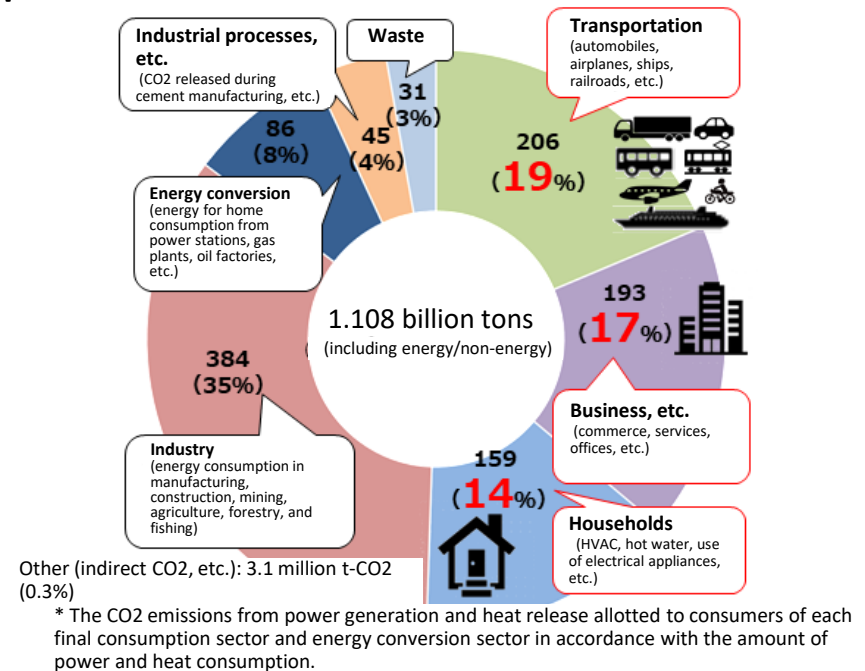 Industrial processes,
etc.
(CO2 released during
cement manufacturing, etc.)
Waste
Transportation
(automobiles,
airplanes, ships,
railroads, etc.)
31
(3%)
86
(8%)
45
(4%)
206
(19%)
Energy conversion
(energy for home
consumption from
power stations, gas
plants, oil factories,
etc.)
193
(17%)
1.108 billion tons
(including energy/non-energy)
384
(35%)
Business, etc.
(commerce, services,
offices, etc.)
Industry
(energy consumption in
manufacturing,
construction, mining,
agriculture, forestry, and
fishing)
159
(14%)
Households
(HVAC, hot water, use
of electrical appliances,
etc.)
Other (indirect CO2, etc.): 3.1 million t-CO2
(0.3%)
* The CO2 emissions from power generation and heat release allotted to consumers of each
final consumption sector and energy conversion sector in accordance with the amount of
power and heat consumption.